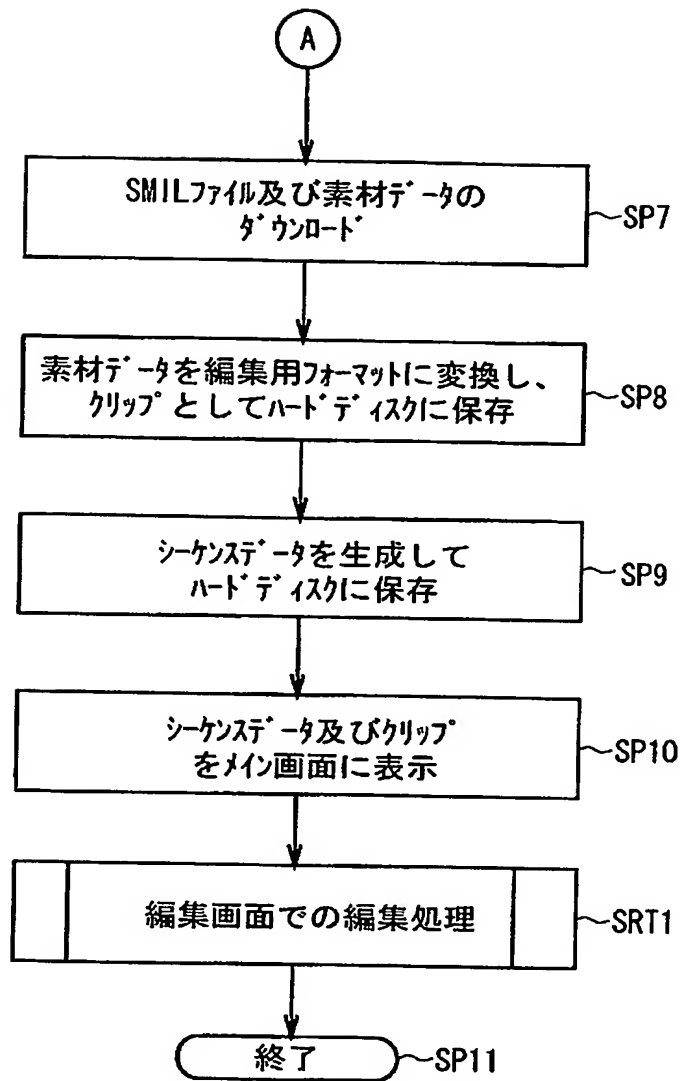 A
SMILファイル及び素材データの
ダウンロード
SP7
素材データを編集用フォーマットに変換し、
クリップとしてハードディスクに保存
SP8
シーケンスデータを生成して
ハードディスクに保存
SP9
シーケンスデータ及びクリップ
をメイン画面に表示
SP10
編集画面での編集処理
SRT1
終了
SP11